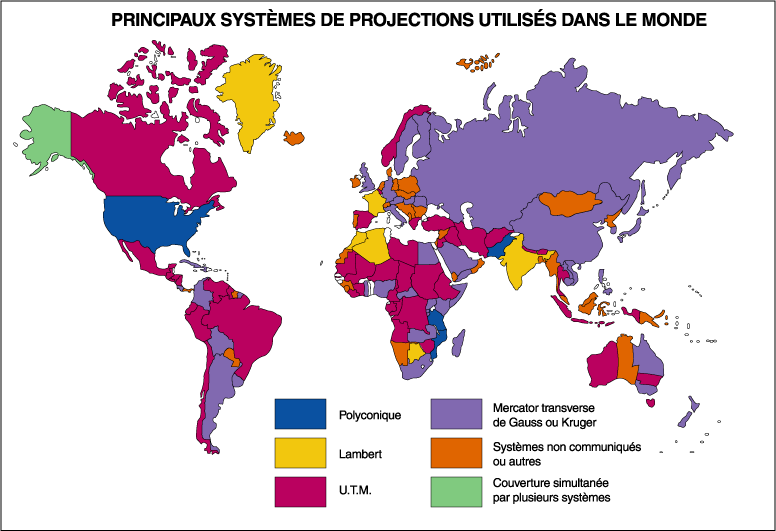 PRINCIPAUX SYSTÈMES DE PROJECTIONS UTILISÉS DANS LE MONDE
Polyconique
Lambert
U.T.M.
Mercator transverse
de Gauss ou Kruger
Systèmes non communiqués
ou autres
Couverture simultanée
par plusieurs systèmes